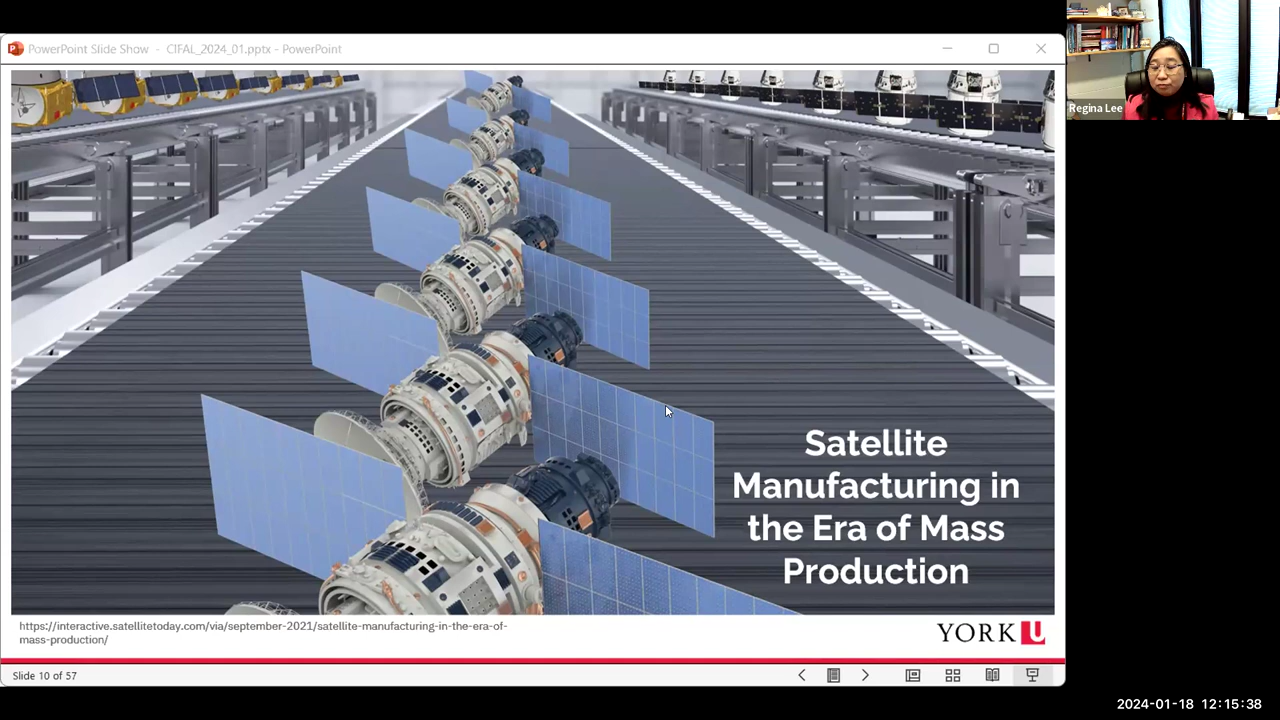 PowerPoint Slide Show - CIFAL_2024_01.pptx - PowerPoint
Regina Lee
Satellite
Manufacturing in
the Era of Mass
Production
https://interactive.satellitetoday.com/via/september-2021/satellite-manufacturing-in-the-era-of-
mass-production/
YORK U
Slide 10 of 57
2024-01-18 12:15:38